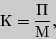 К = П/М,